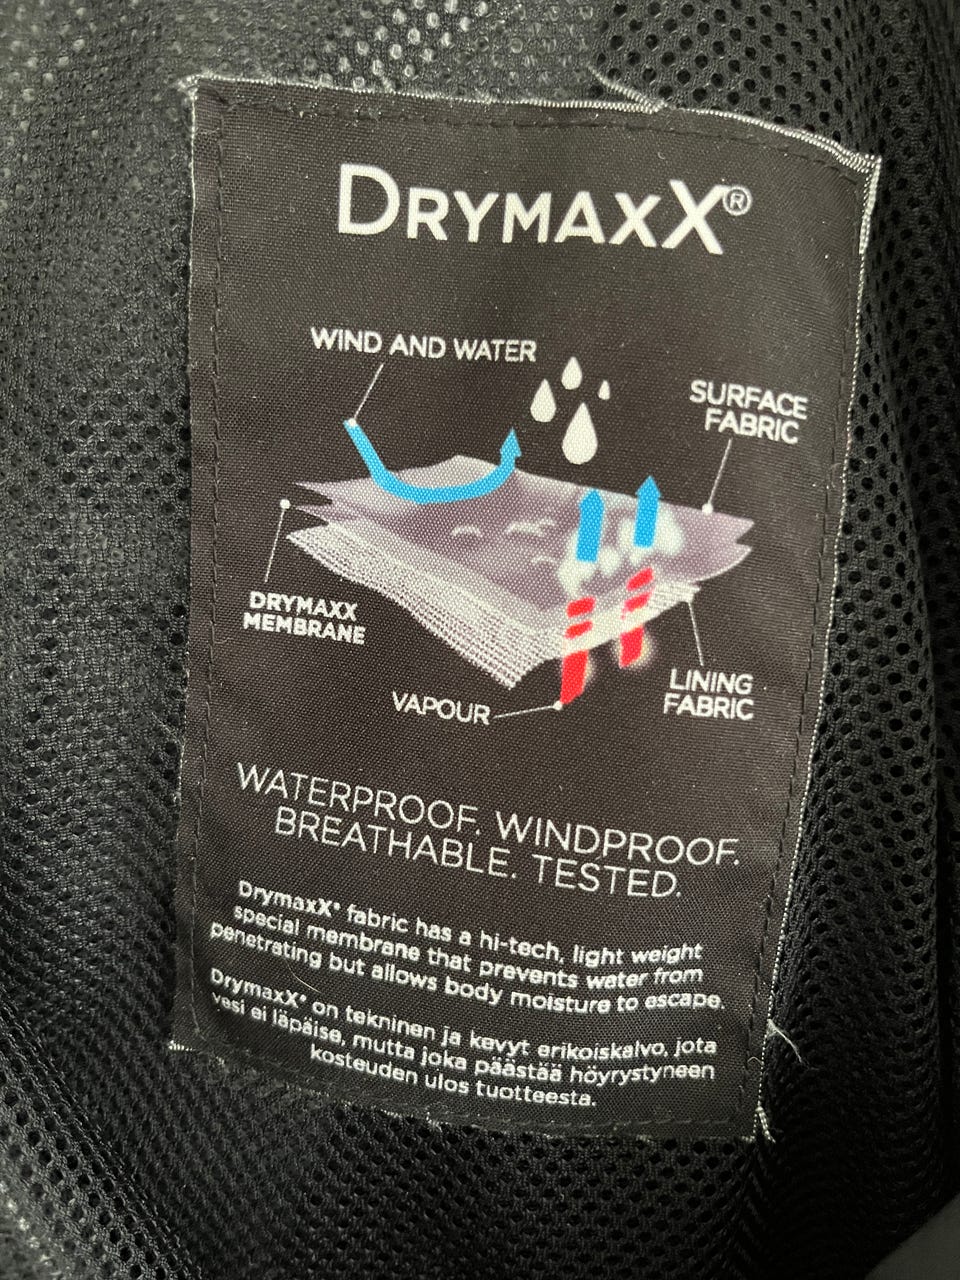 DRYMAXX®
WIND AND WATER
SURFACE
FABRIC
DRYMAXX
MEMBRANE
VAPOUR
LINING
FABRIC
WATERPROOF. WINDPROOF.
BREATHABLE. TESTED.
DrymaxX® fabric has a hi-tech, light weight
special membrane that prevents water from
penetrating but allows body moisture to escape.
DrymaxX® on tekninen ja kevyt erikoiskalvo, jota
vesi ei läpäise, mutta joka päästää höyrystyneen
kosteuden ulos tuotteesta.